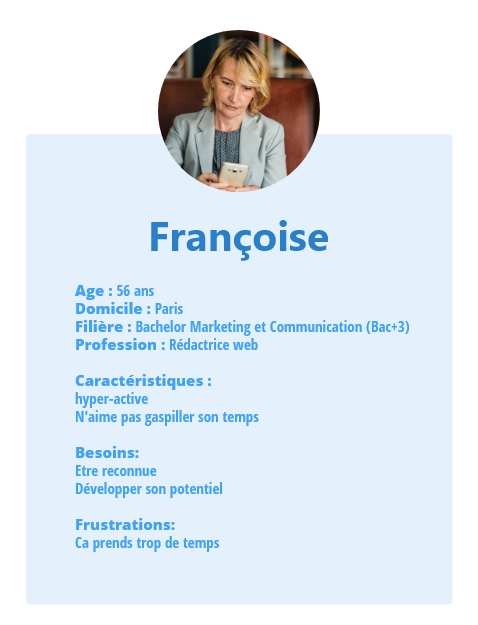 Françoise
Age : 56 ans
Domicile : Paris
Filière : Bachelor Marketing et Communication (Bac+3)
Profession : Rédactrice web
Caractéristiques :
hyper-active
N'aime pas gaspiller son temps
Besoins:
Etre reconnue
Développer son potentiel
Frustrations:
Ca prends trop de temps